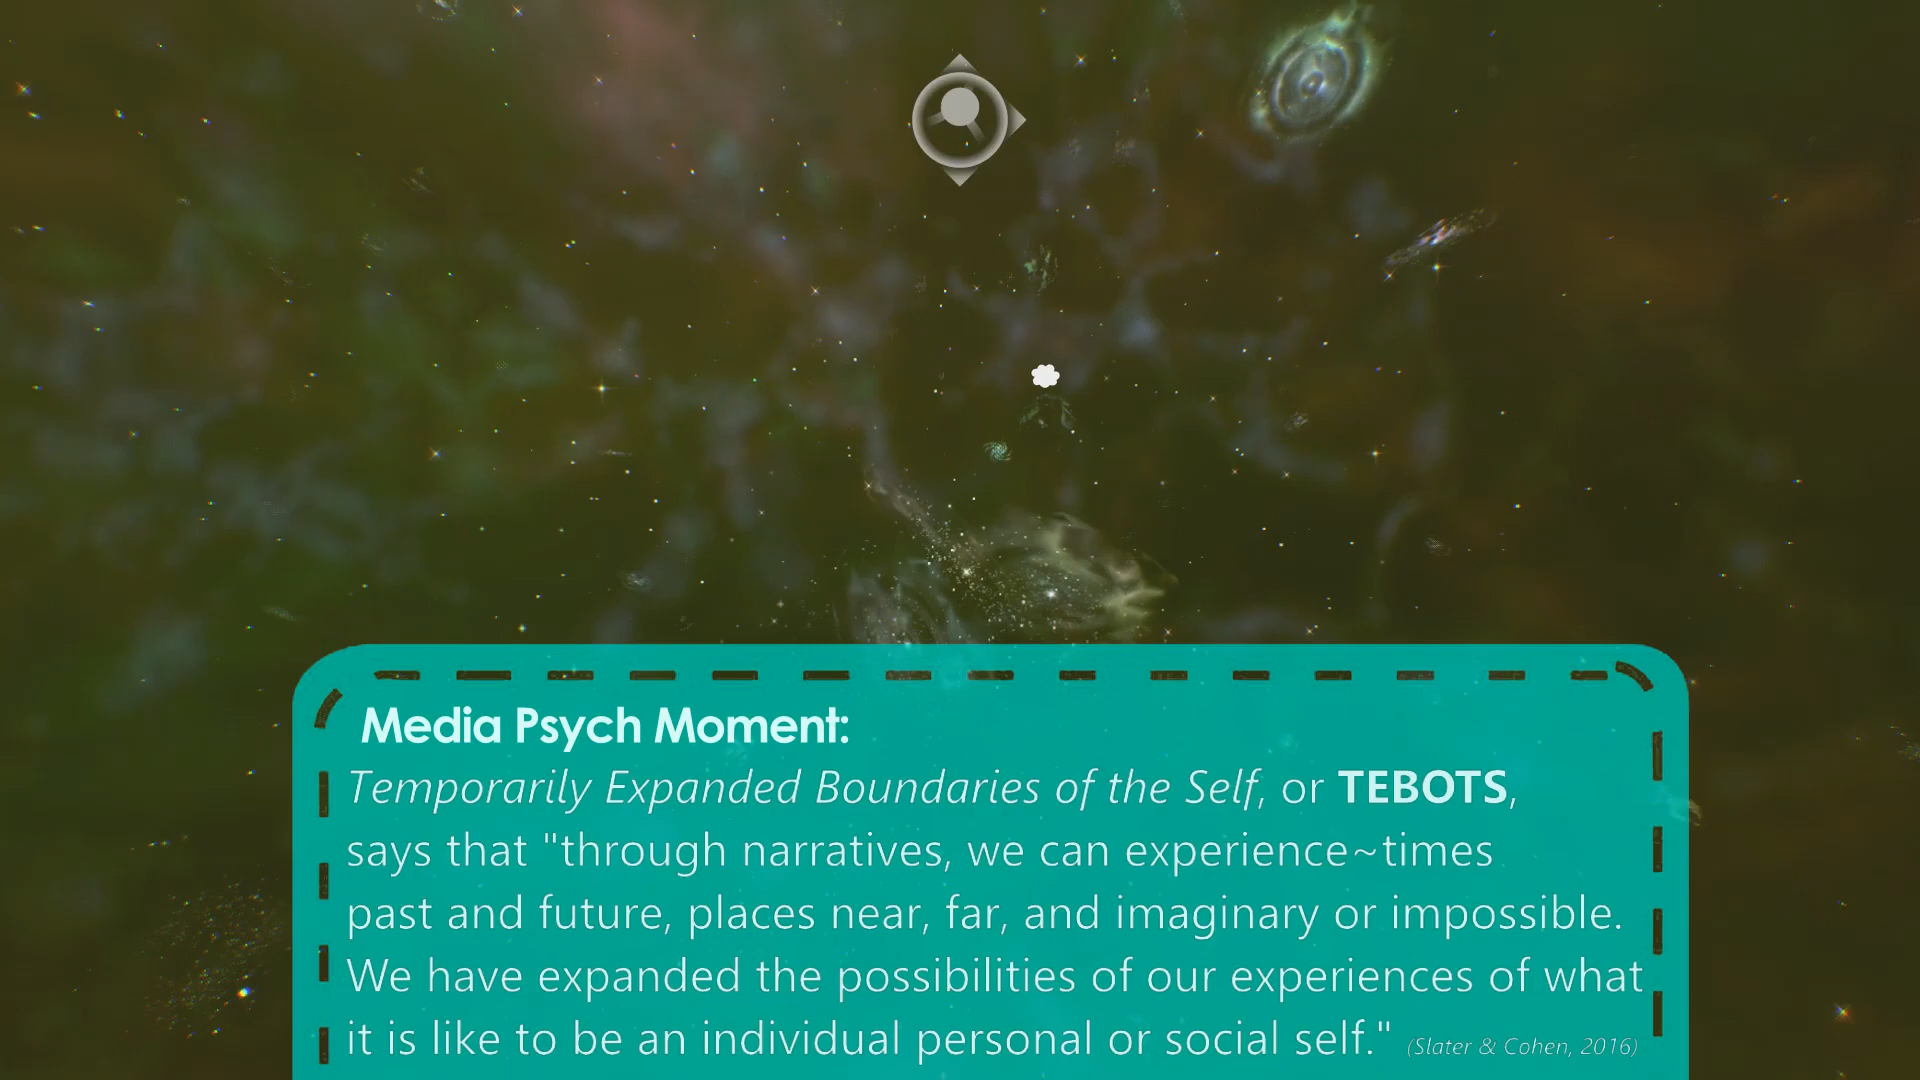 Media Psych Moment:
Temporarily Expanded Boundaries of the Self, or TEBOTS,
says that "through narratives, we can experience~times
past and future, places near, far, and imaginary or impossible.
We have expanded the possibilities of our experiences of what
it is like to be an individual personal or social self." (Slater & Cohen, 2016)